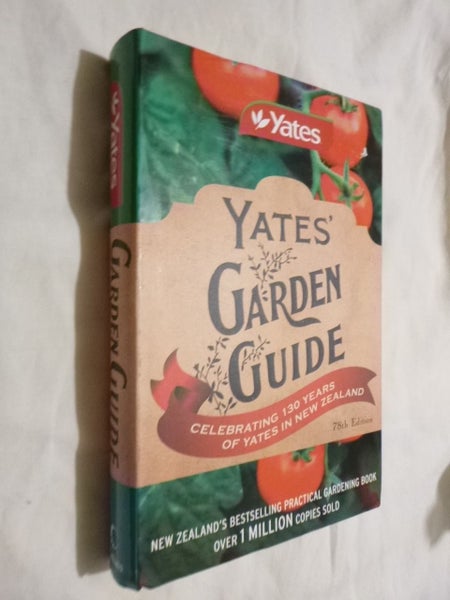 Yates
GARDEN GUIDE
Yates
YATES'
GARDEN
GUIDE
CELEBRATING 130 YEARS
OF YATES IN NEW ZEALAND
78th Edition
NEW ZEALAND'S BESTSELLING PRACTICAL GARDENING BOOK
OVER 1 MILLION COPIES SOLD